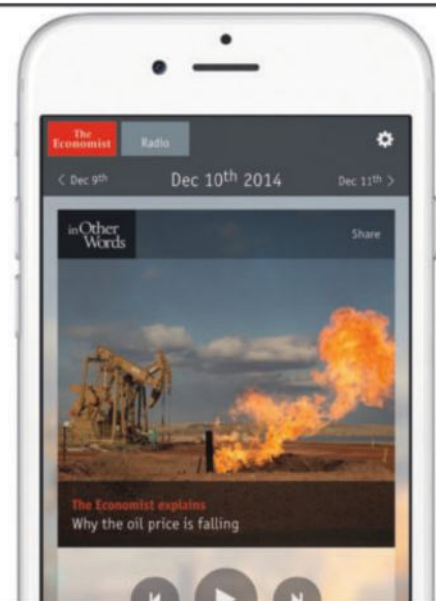 The
Economist
Radio
< Dec 9th
Dec 10th 2014
Dec 11th >
in Other
Words
Share
The Economist explains
Why the oil price is falling